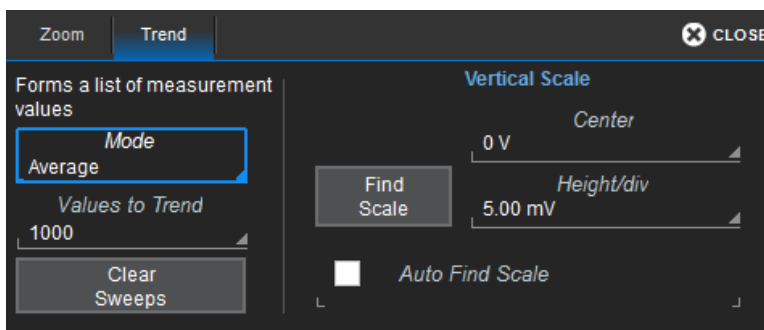 Zoom
Trend
CLOSE
Forms a list of measurement
values
Mode
Average
Values to Trend
1000
Clear
Sweeps
Vertical Scale
Center
0 V
Find
Scale
Height/div
5.00 mV
Auto Find Scale